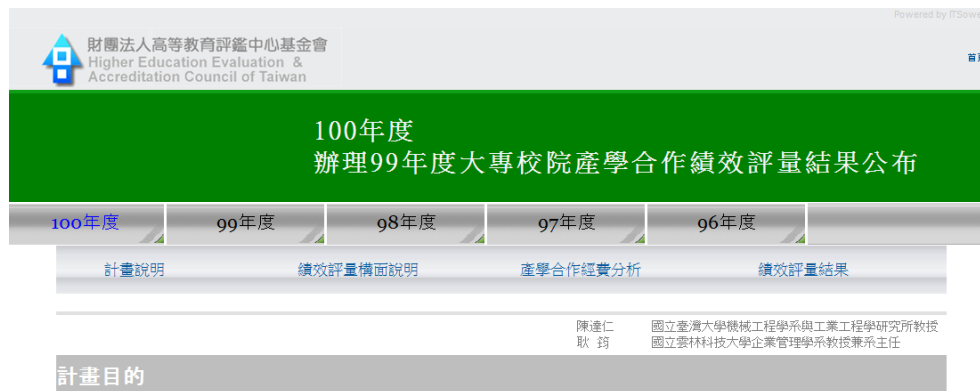 Powered by ITSowe
財團法人高等教育評鑑中心基金會
Higher Education Evaluation &
Accreditation Council of Taiwan
首頁
100年度
辦理99年度大專校院產學合作績效評量結果公布
100年度 99年度 98年度 97年度 96年度
計畫說明 績效評量構面說明 產學合作經費分析 績效評量結果
陳達仁 國立臺灣大學機械工程學系與工業工程學研究所教授
耿 筠 國立雲林科技大學企業管理學系教授兼系主任
計畫目的